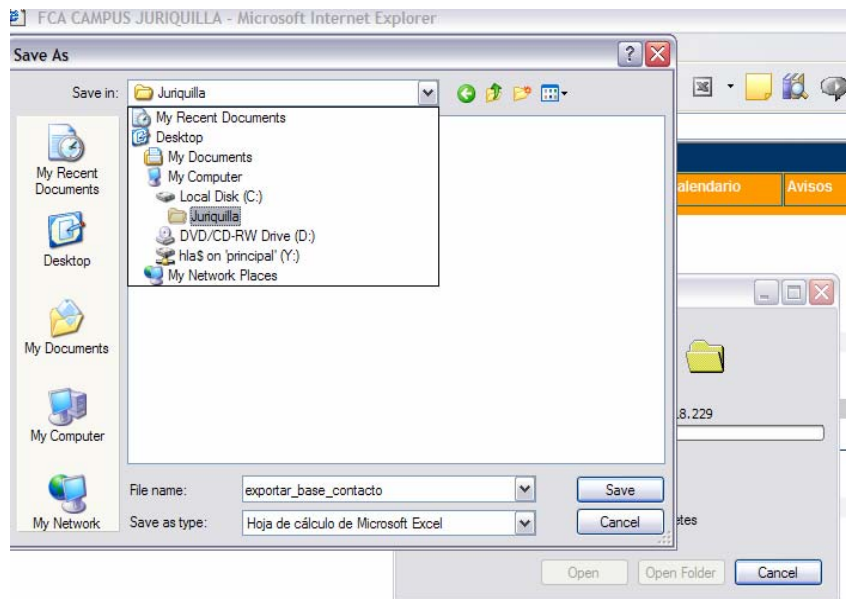 FCA CAMPUS JURIQUILLA - Microsoft Internet Explorer
Save As
Save in:
Juriquilla
My Recent Documents
Desktop
My Documents
My Computer
Local Disk (C:)
Juriquilla
DVD/CD-RW Drive (D:)
hla$ on 'principal' (Y:)
My Network Places
My Recent
Documents
Desktop
My Documents
My Computer
My Network
File name:
exportar_base_contacto
Save
Save as type:
Hoja de cálculo de Microsoft Excel
Cancel
alendario
Avisos
8.229
etes
Open
Open Folder
Cancel